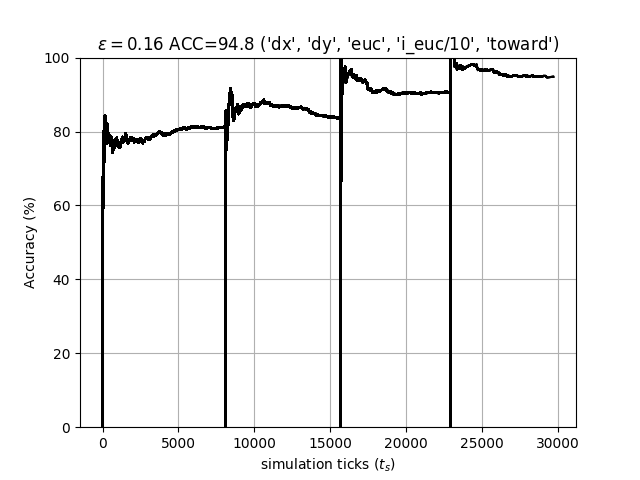 ε = 0.16 ACC=94.8 ('dx', 'dy', 'euc', 'i_euc/10', 'toward')
100
80
60
40
20
0
Accuracy (%)
0 5000 10000 15000 20000 25000 30000
simulation ticks (tₛ)